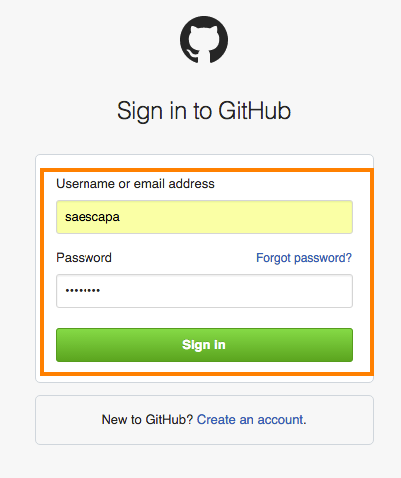 Sign in to GitHub
Username or email address
saescapa
Password Forgot password?
••••••••
Sign in
New to GitHub? Create an account.